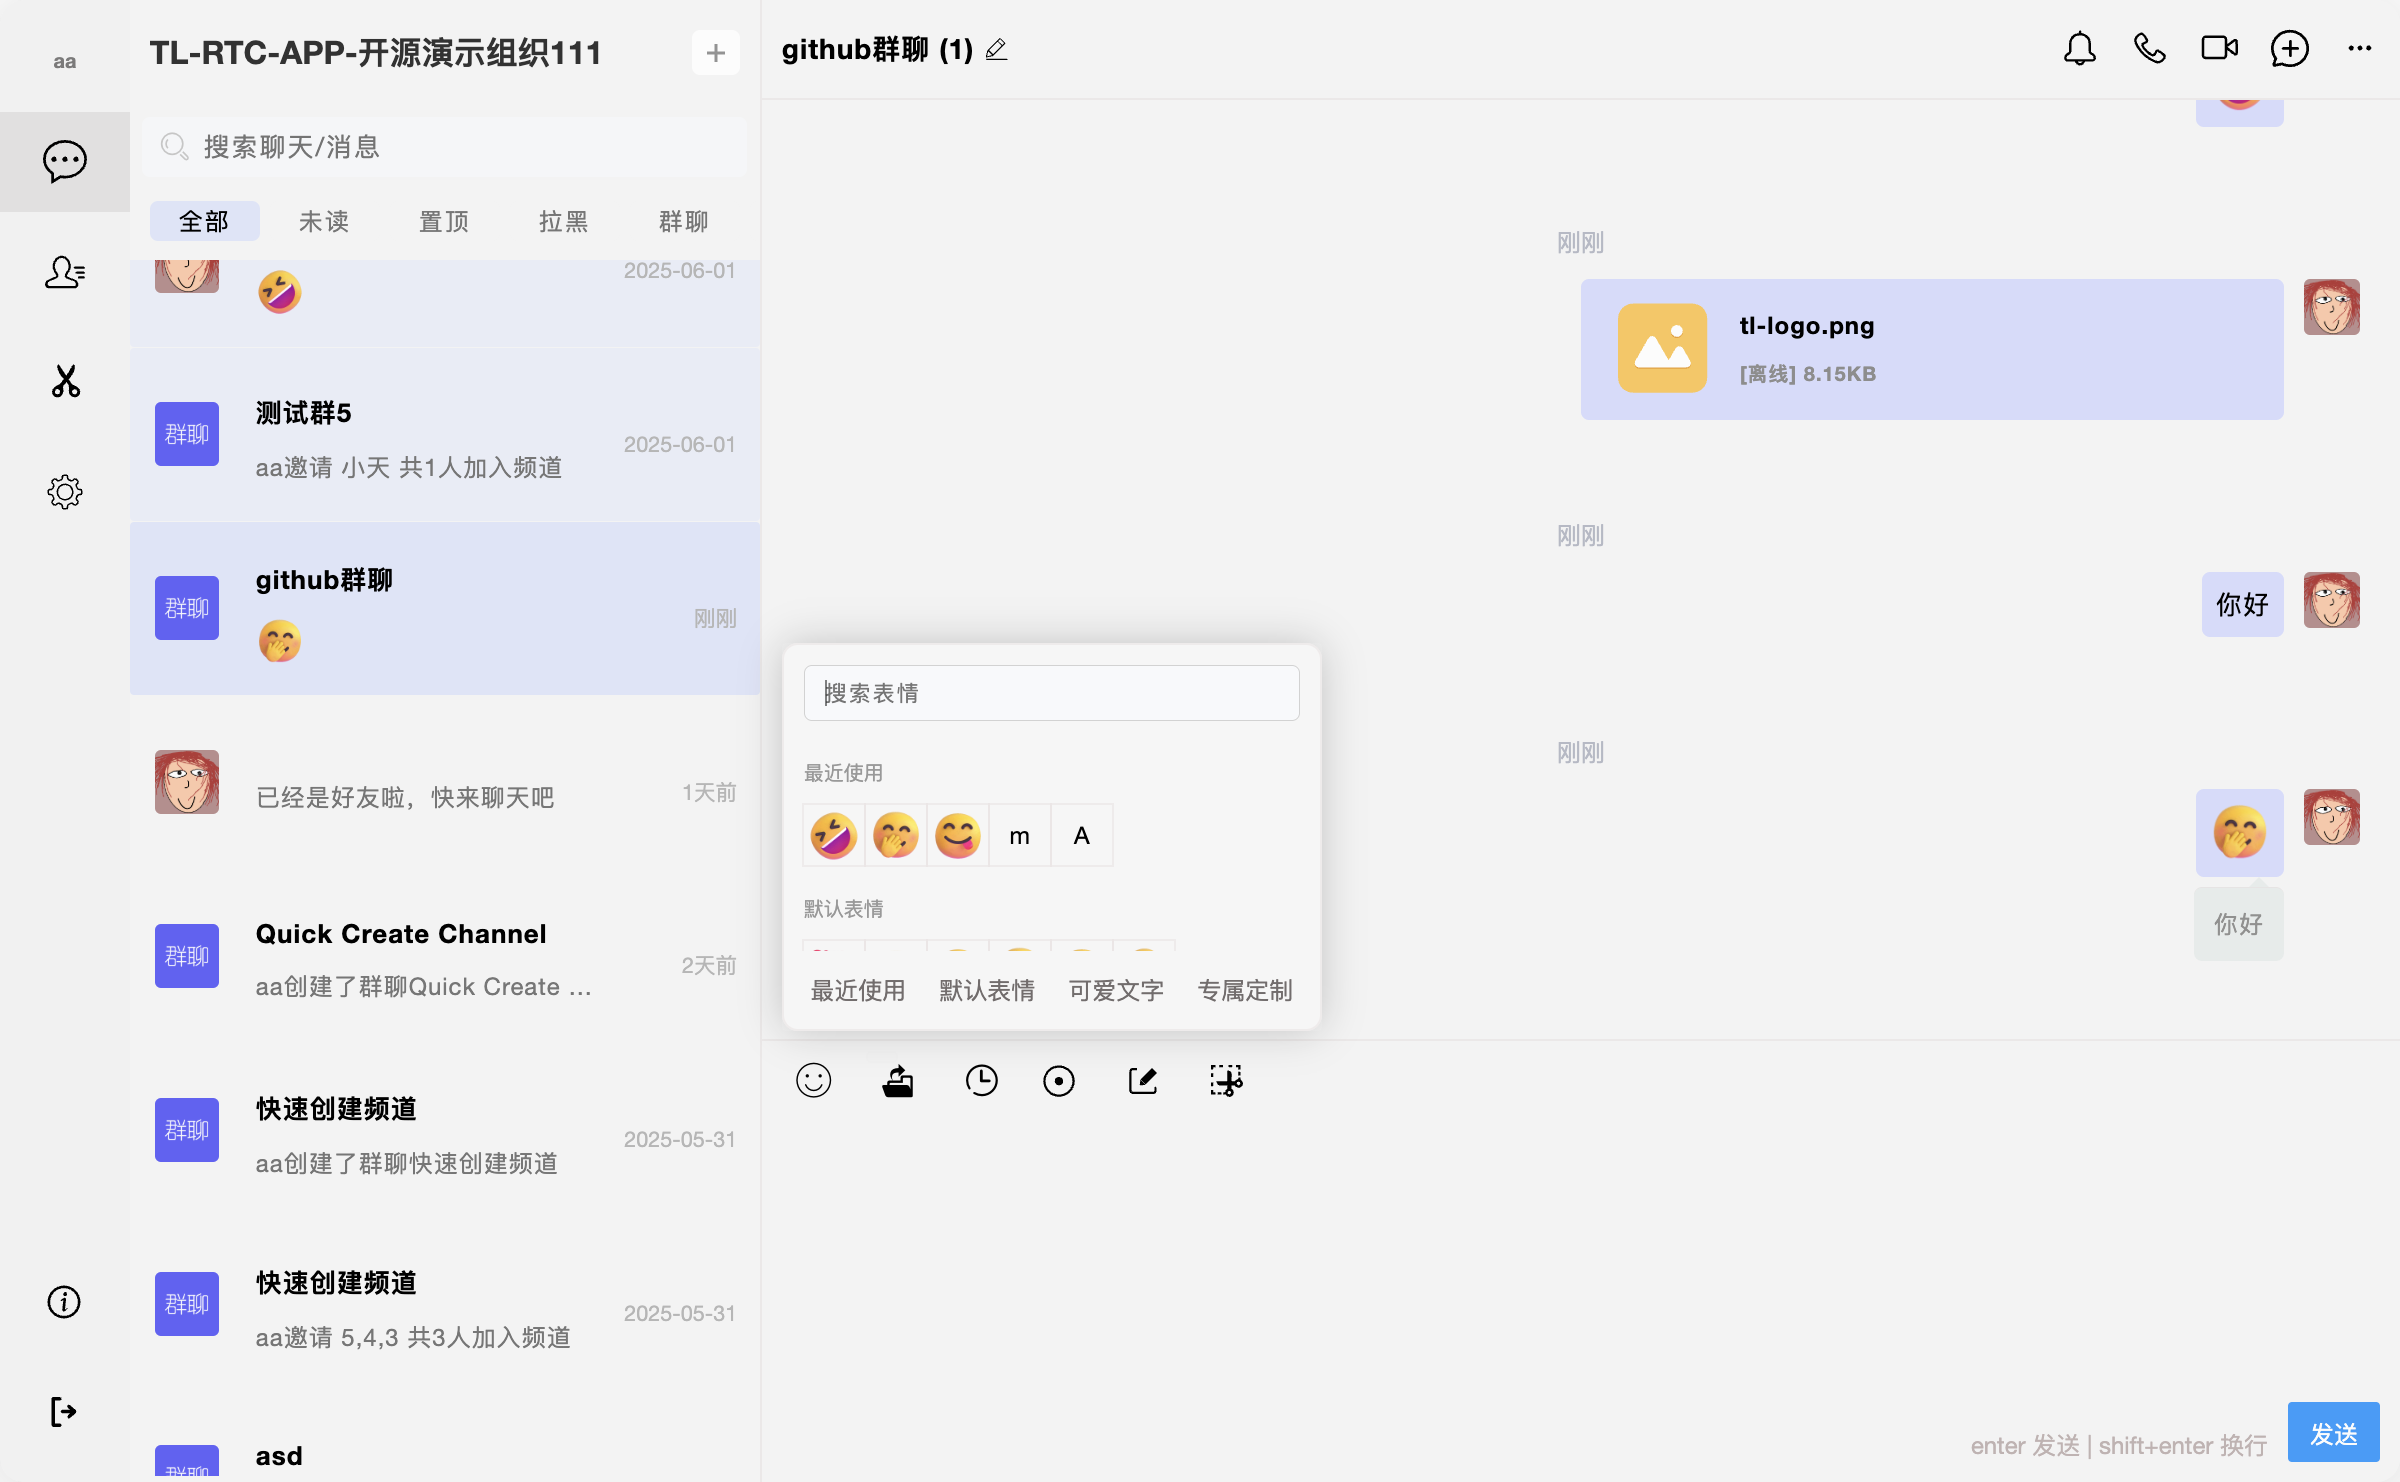 aa
TL-RTC-APP-开源演示组织111
+
搜索聊天/消息
全部
未读
置顶
拉黑
群聊
2025-06-01
群聊
测试群5
aa邀请 小天 共1人加入频道
2025-06-01
群聊
github群聊
刚刚
已经是好友啦，快来聊天吧
1天前
群聊
Quick Create Channel
aa创建了群聊Quick Create ...
2天前
群聊
快速创建频道
aa创建了群聊快速创建频道
2025-05-31
群聊
快速创建频道
aa邀请 5,4,3 共3人加入频道
2025-05-31
群聊
asd
github群聊 (1)
刚刚
tl-logo.png
[离线] 8.15KB
刚刚
你好
刚刚
你好
搜索表情
最近使用
m
A
默认表情
最近使用
默认表情
可爱文字
专属定制
enter 发送 | shift+enter 换行
发送